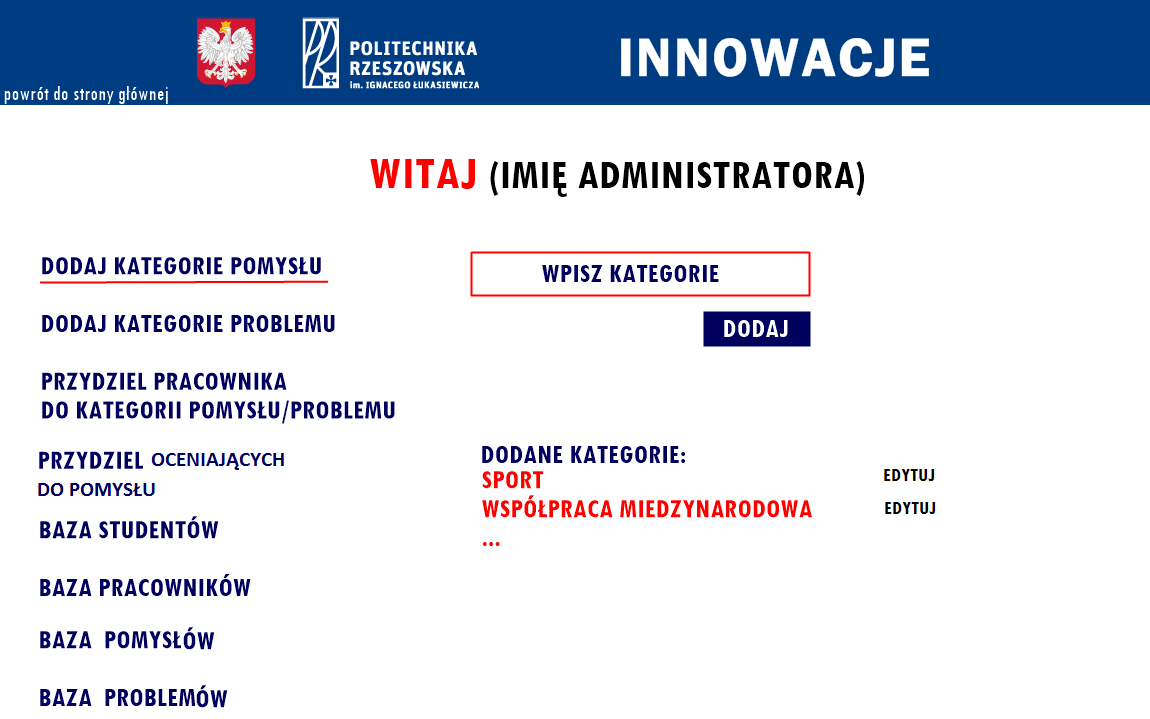 POLITECHNIKA
RZESZOWSKA
im. IGNACEGO ŁUKASIEWICZA
INNOWACJE
powrót do strony głównej
WITAJ (IMIĘ ADMINISTRATORA)
DODAJ KATEGORIE POMYSŁU
DODAJ KATEGORIE PROBLEMU
PRZYDZIEL PRACOWNIKA
DO KATEGORII POMYSŁU/PROBLEMU
PRZYDZIEL OCENIAJĄCYCH
DO POMYSŁU
BAZA STUDENTÓW
BAZA PRACOWNIKÓW
BAZA POMYSŁÓW
BAZA PROBLEMÓW
WPISZ KATEGORIE
DODAJ
DODANE KATEGORIE:
SPORT EDYTUJ
WSPÓŁPRACA MIEDZYNARODOWA EDYTUJ
...